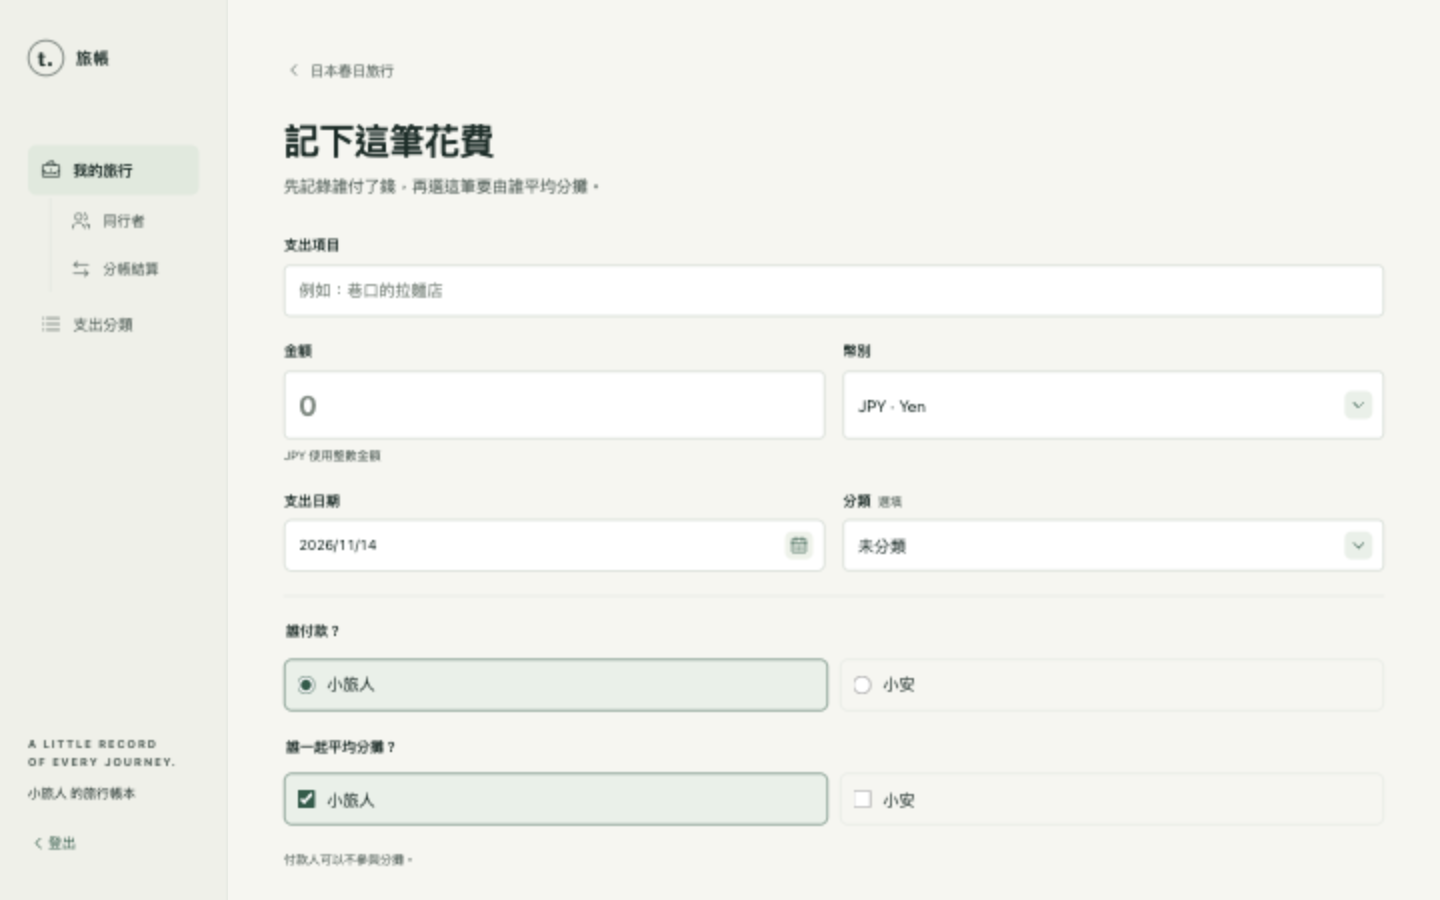 t. 旅帳
我的旅行
同行者
分帳結算
支出分類
A LITTLE RECORD
OF EVERY JOURNEY.
小旅人 的旅行帳本
登出
日本春日旅行
記下這筆花費
先記錄誰付了錢，再選這筆要由誰平均分攤。
支出項目
例如：巷口的拉麵店
金額
0
JPY 使用整數金額
幣別
JPY · Yen
支出日期
2026/11/14
分類 選填
未分類
誰付款？
小旅人
小安
誰一起平均分攤？
小旅人
小安
付款人可以不參與分攤。